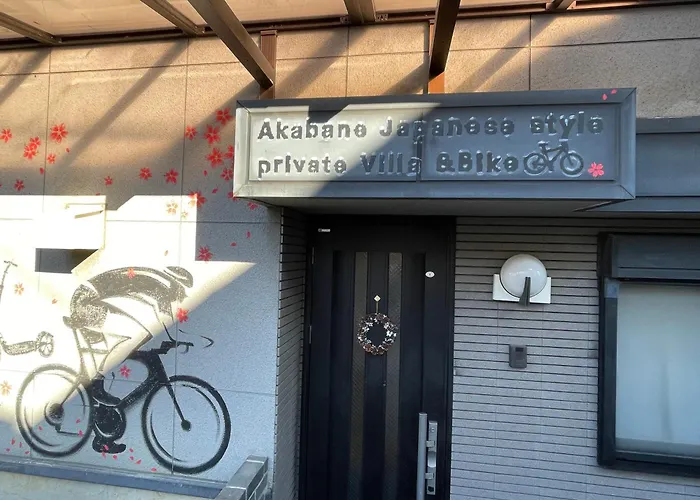 Akabane Japanese style
private Villa &Bike